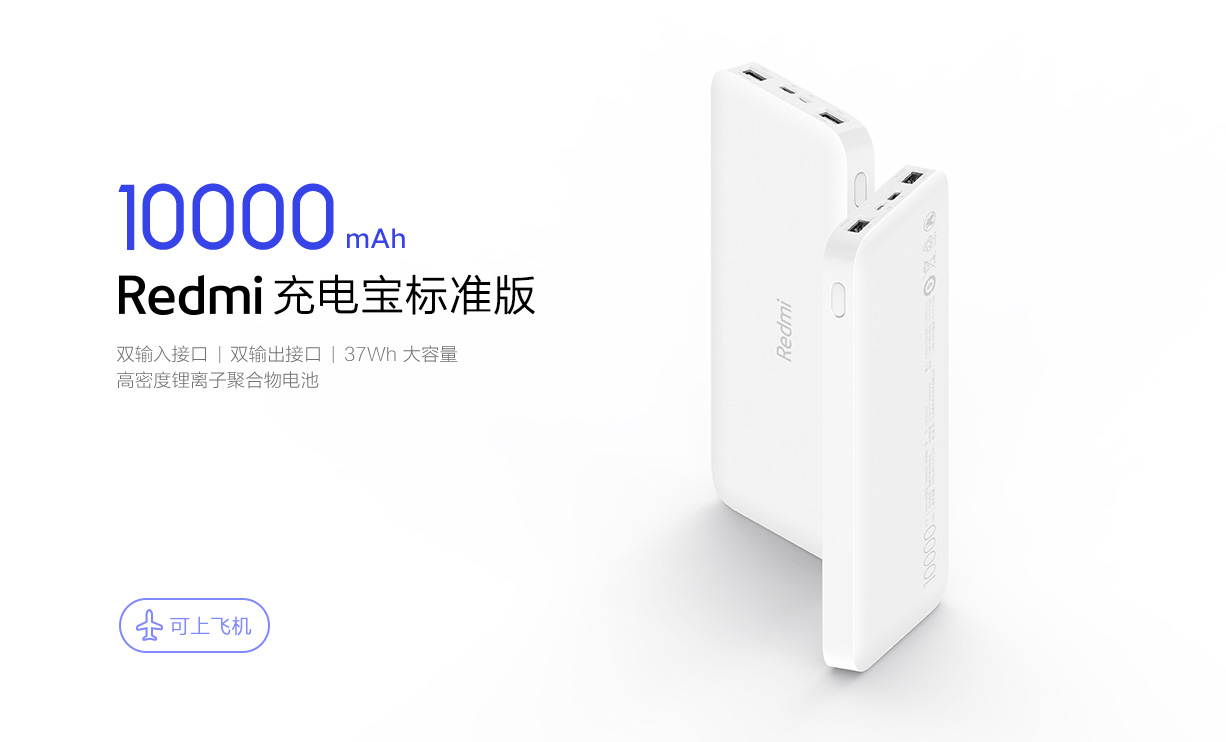 10000 mAh
Redmi 充电宝标准版
双输入接口 | 双输出接口 | 37Wh 大容量
高密度锂离子聚合物电池
可上飞机
Redmi
10000